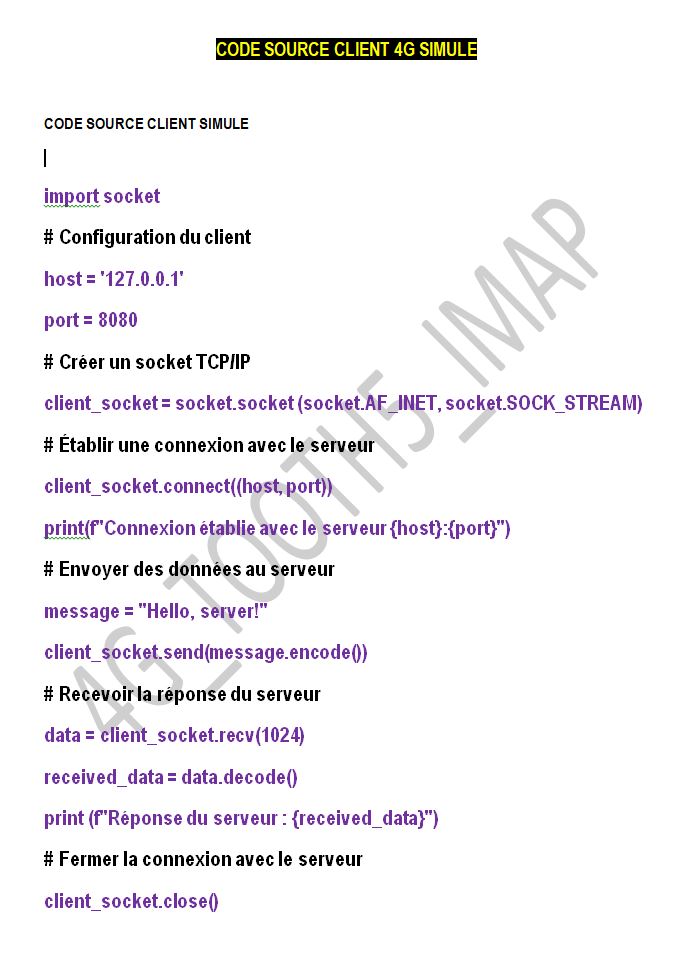 CODE SOURCE CLIENT 4G SIMULE
CODE SOURCE CLIENT SIMULE
import socket
# Configuration du client
host = '127.0.0.1'
port = 8080
# Créer un socket TCP/IP
client_socket = socket.socket (socket.AF_INET, socket.SOCK_STREAM)
# Établir une connexion avec le serveur
client_socket.connect((host, port))
print(f"Connexion établie avec le serveur {host}:{port}")
# Envoyer des données au serveur
message = "Hello, server!"
client_socket.send(message.encode())
# Recevoir la réponse du serveur
data = client_socket.recv(1024)
received_data = data.decode()
print (f"Réponse du serveur : {received_data}")
# Fermer la connexion avec le serveur
client_socket.close()
4G_TOOTH5_IMAP